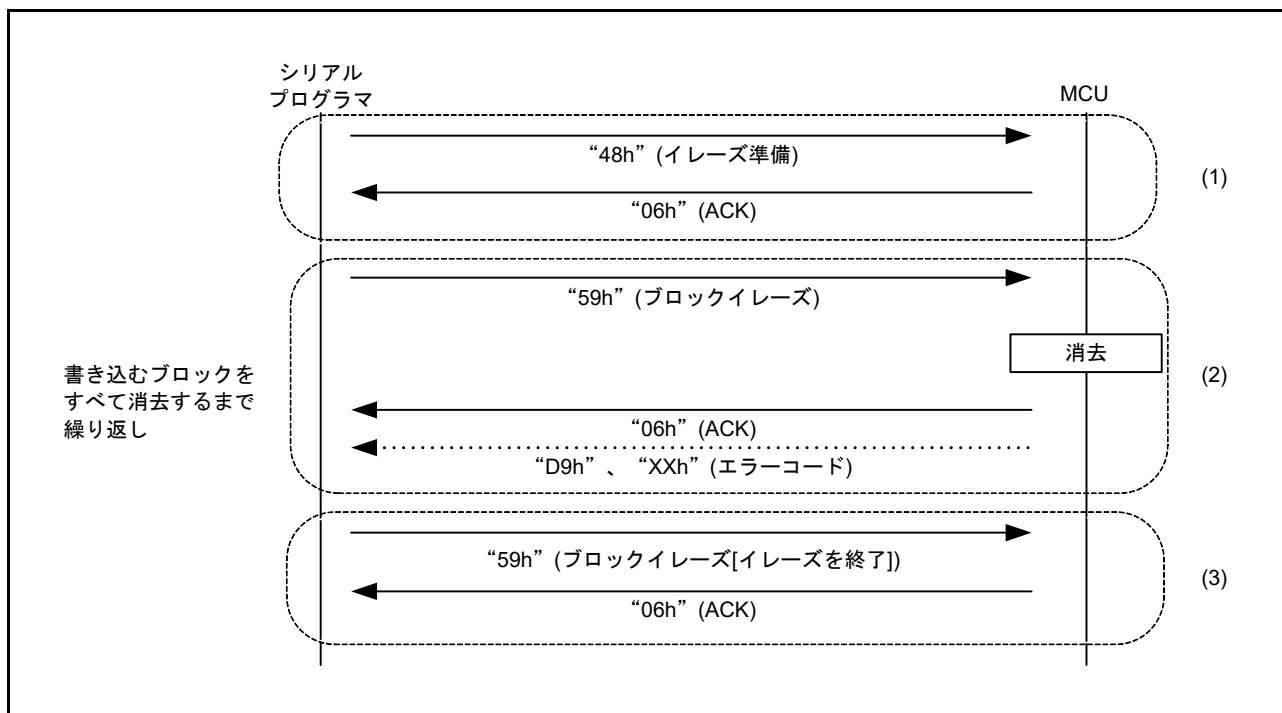 シリアル
プログラマ
MCU
“48h” (イレーズ準備)
“06h” (ACK)
(1)
“59h” (ブロックイレーズ)
消去
書き込むブロックを
すべて消去するまで
繰り返し
(2)
“06h” (ACK)
“D9h” 、 “XXh” (エラーコード)
“59h” (ブロックイレーズ[イレーズを終了])
“06h” (ACK)
(3)